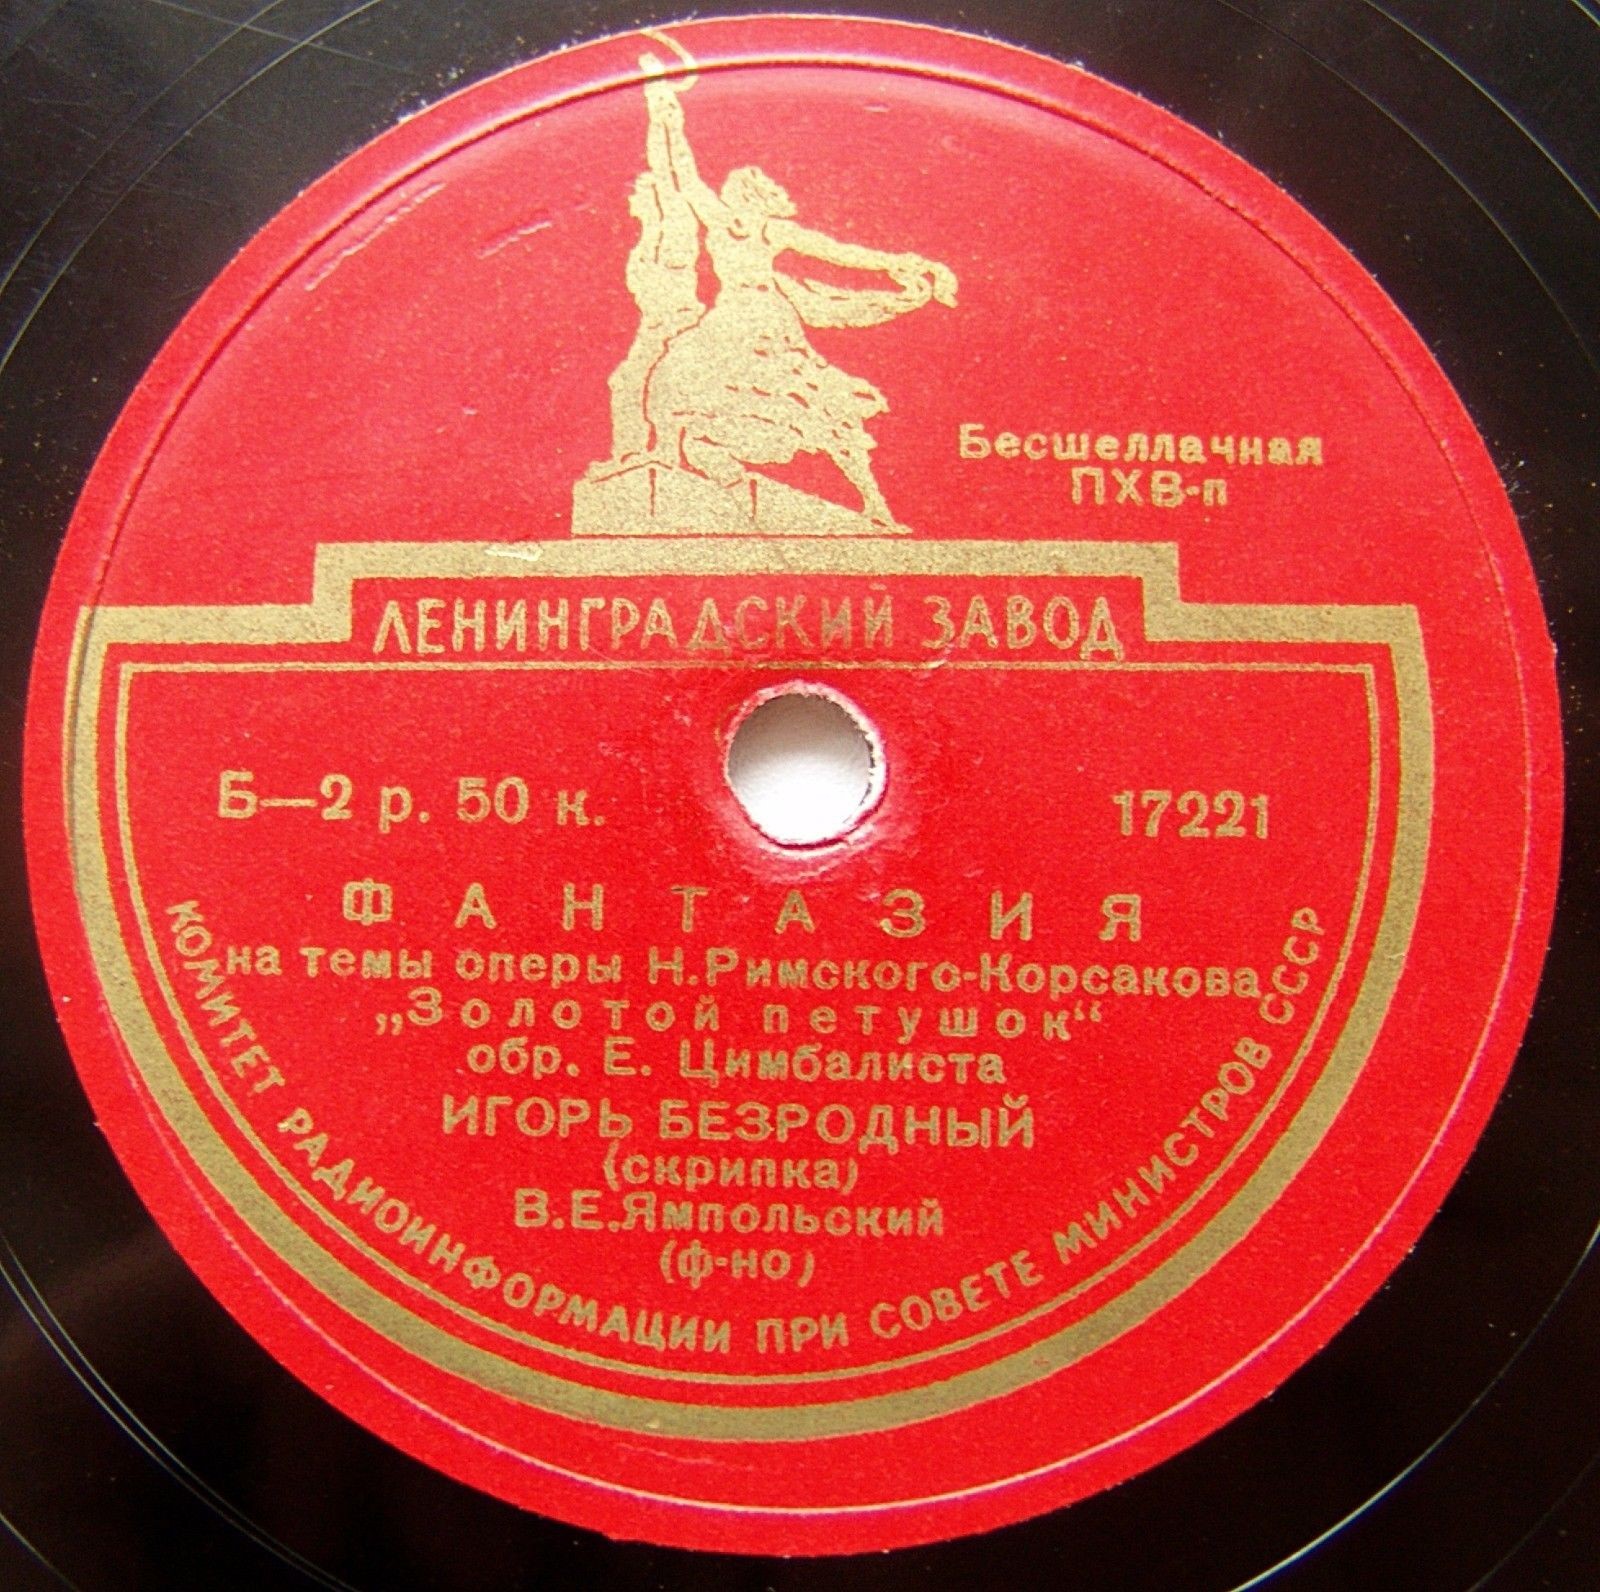 Бесшеллачная
ПХВ-п
ЛЕНИНГРАДСКИЙ ЗАВОД
Б—2 р. 50 к.
17221
ФАНТАЗИЯ
на темы оперы Н.Римского-Корсакова
„Золотой петушок“
обр. Е. Цимбалиста
ИГОРЬ БЕЗРОДНЫЙ
(скрипка)
В.Е.Ямпольский
(ф-но)
КОМИТЕТ РАДИОИНФОРМАЦИИ ПРИ СОВЕТЕ МИНИСТРОВ СССР